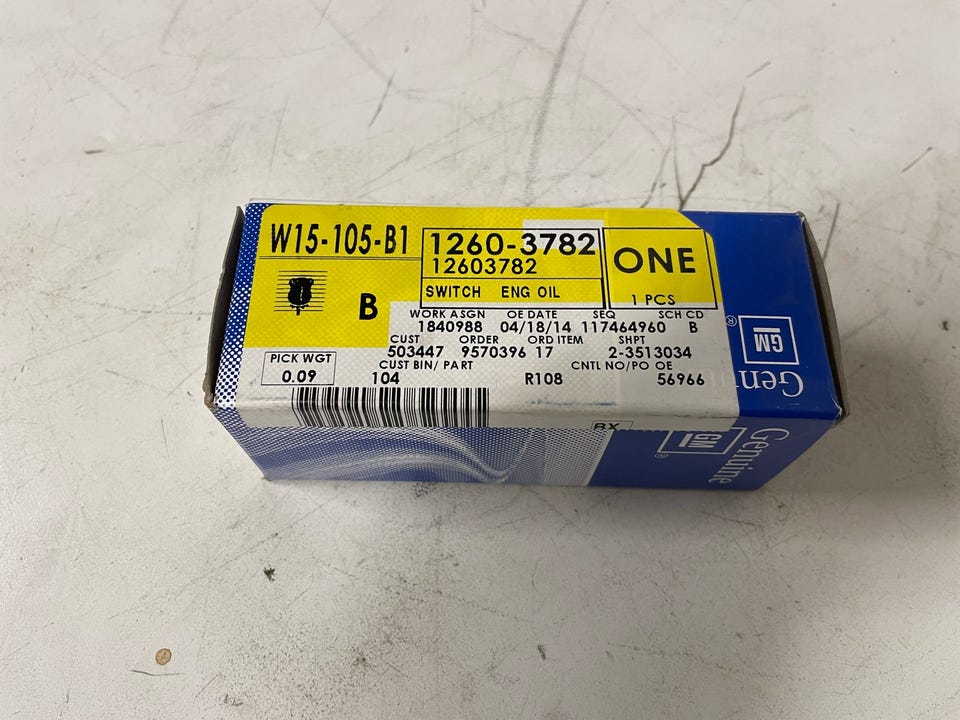 W15-105-B1
1260-3782
12603782
SWITCH ENG OIL
ONE
1 PCS
B
WORK ASGN OE DATE SEQ SCH CD
1840988 04/18/14 117464960 B
CUST ORDER ORD ITEM SHPT
503447 9570396 17 2-3513034
PICK WGT
0.09
CUST BIN/ PART CNTL NO/PO OE
104 R108 56966
RX
GM
®
Genu
GM
®
Genuine